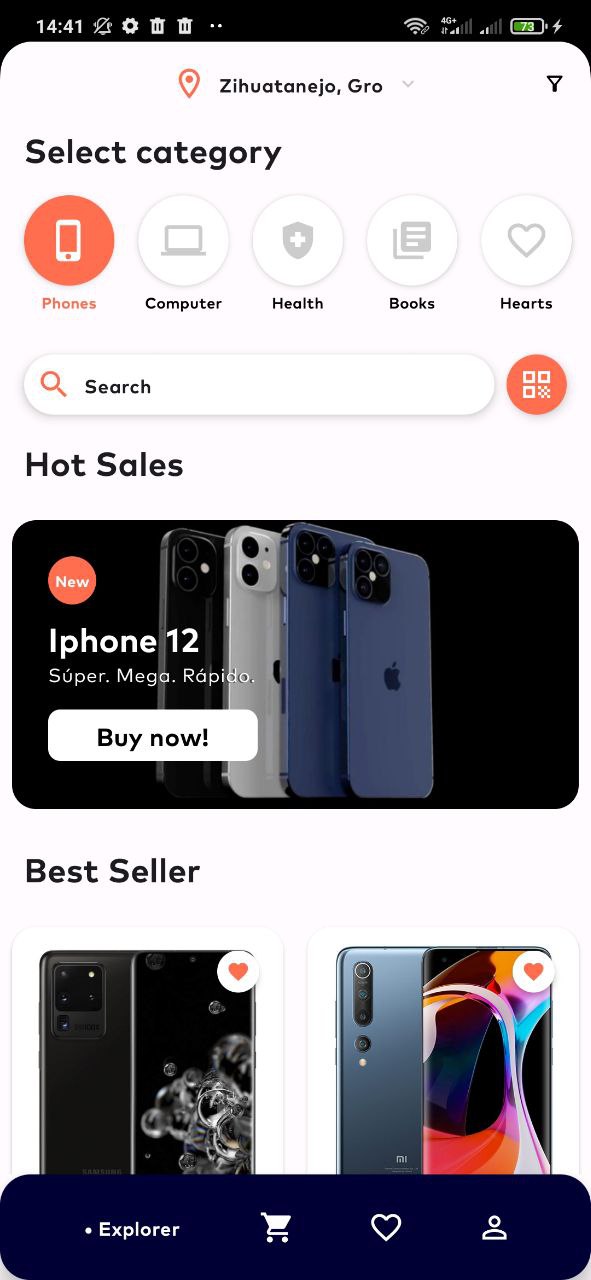 14:41
4G+
73
Zihuatanejo, Gro
Select category
Phones
Computer
Health
Books
Hearts
Search
Hot Sales
New
Iphone 12
Súper. Mega. Rápido.
Buy now!
Best Seller
SAMSUNG
MI
• Explorer